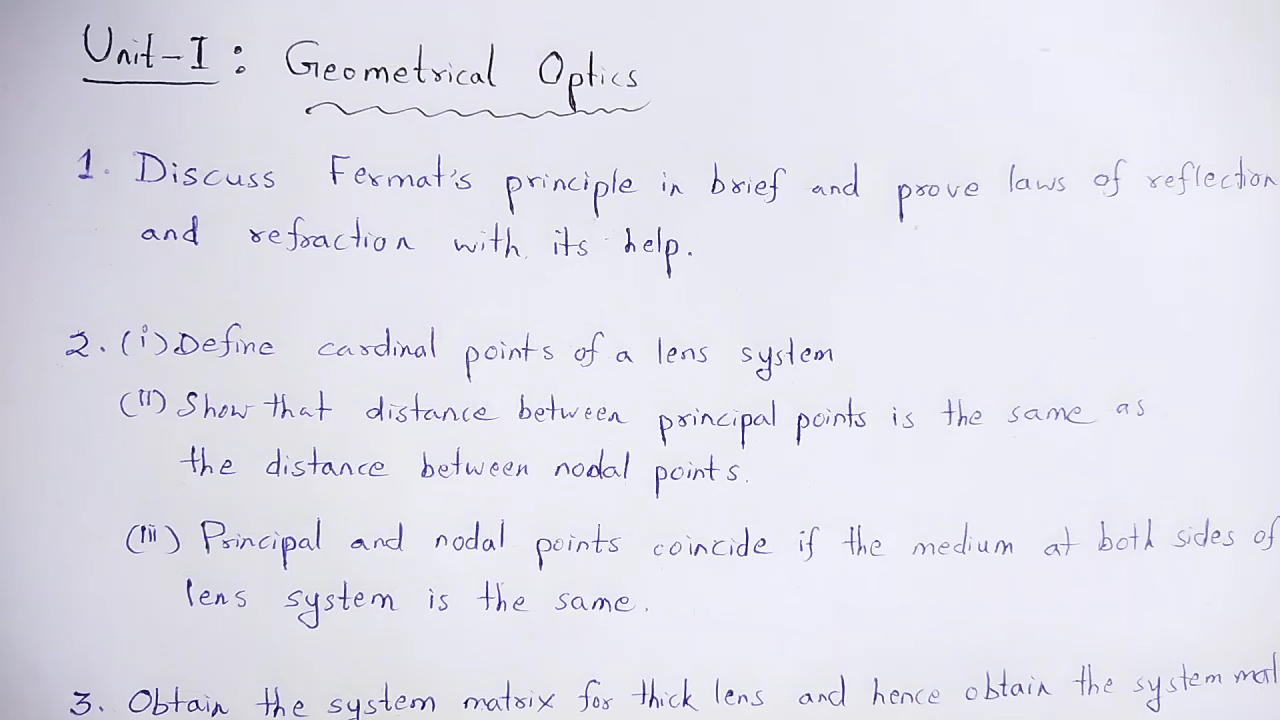 Unit-I : Geometrical Optics
1. Discuss Fermat's principle in brief and prove laws of reflection
and refraction with its help.
2. (i) Define cardinal points of a lens system
(ii) Show that distance between principal points is the same as
the distance between nodal points.
(iii) Principal and nodal points coincide if the medium at both sides of
lens system is the same.
3. Obtain the system matrix for thick lens and hence obtain the system